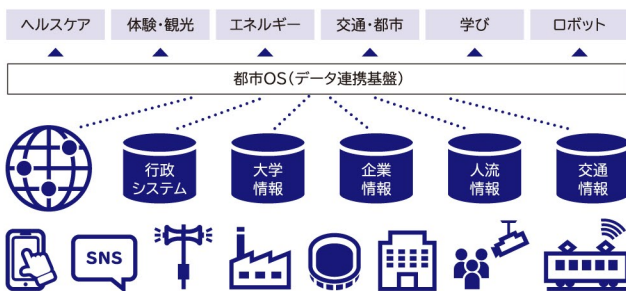 ヘルスケア
体験・観光
エネルギー
交通・都市
学び
ロボット
都市OS(データ連携基盤)
行政
システム
大学
情報
企業
情報
人流
情報
交通
情報
SNS